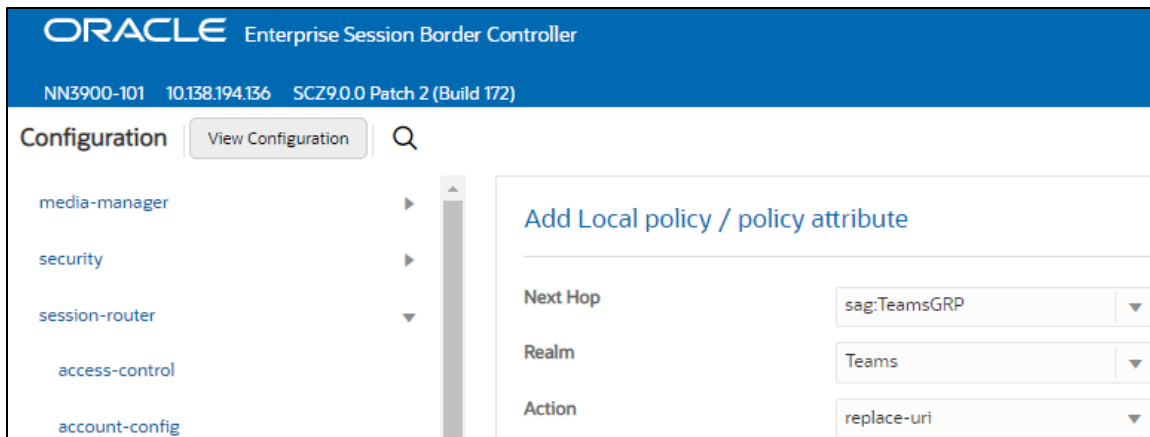 ORACLE Enterprise Session Border Controller
NN3900-101 10.138.194.136 SCZ9.0.0 Patch 2 (Build 172)
Configuration View Configuration
media-manager
security
session-router
access-control
account-config
Add Local policy / policy attribute
Next Hop sag:TeamsGRP
Realm Teams
Action replace-uri